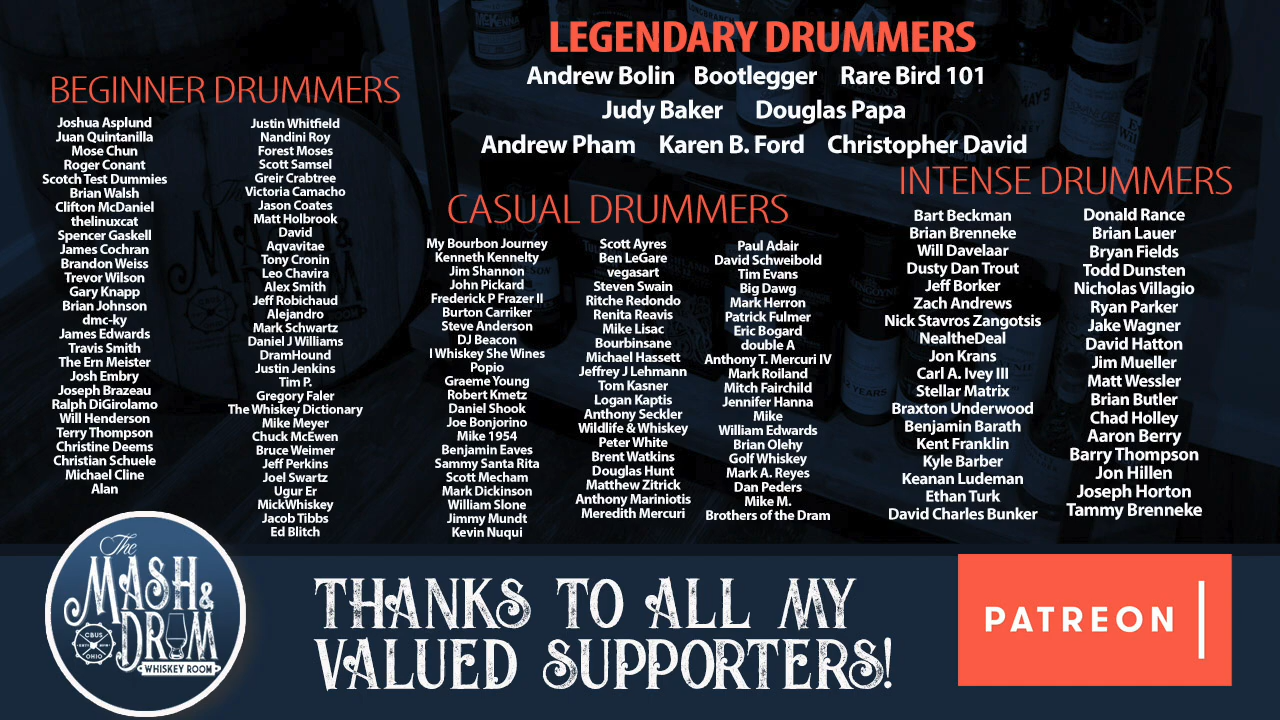 LEGENDARY DRUMMERS
Andrew Bolin Bootlegger Rare Bird 101
Judy Baker Douglas Papa
Andrew Pham Karen B. Ford Christopher David
BEGINNER DRUMMERS
Joshua Asplund
Juan Quintanilla
Mose Chun
Roger Conant
Scotch Test Dummies
Brian Walsh
Clifton McDaniel
thelinuxcat
Spencer Gaskell
James Cochran
Brandon Weiss
Trevor Wilson
Gary Knapp
Brian Johnson
dmc-ky
James Edwards
Travis Smith
The Ern Meister
Josh Embry
Joseph Brazeau
Ralph DiGirolamo
Will Henderson
Terry Thompson
Christine Deems
Christian Schuele
Michael Cline
Alan
Justin Whitfield
Nandini Roy
Forest Moses
Scott Samsel
Greir Crabtree
Victoria Camacho
Jason Coates
Matt Holbrook
David
Aqvavitae
Tony Cronin
Leo Chavira
Alex Smith
Jeff Robichaud
Alejandro
Mark Schwartz
Daniel J Williams
DramHound
Justin Jenkins
Tim P.
Gregory Faler
The Whiskey Dictionary
Mike Meyer
Chuck McEwen
Bruce Weimer
Jeff Perkins
Joel Swartz
Ugur Er
MickWhiskey
Jacob Tibbs
Ed Blitch
CASUAL DRUMMERS
My Bourbon Journey
Kenneth Kennelty
Jim Shannon
John Pickard
Frederick P Frazer II
Burton Carriker
Steve Anderson
DJ Beacon
I Whiskey She Wines
Popio
Graeme Young
Robert Kmetz
Daniel Shook
Joe Bonjorino
Mike 1954
Benjamin Eaves
Sammy Santa Rita
Scott Mecham
Mark Dickinson
William Slone
Jimmy Mundt
Kevin Nuqui
Scott Ayres
Ben LeGare
vegasart
Steven Swain
Ritche Redondo
Renita Reavis
Mike Lisac
Bourbinsane
Michael Hassett
Jeffrey J Lehmann
Tom Kasner
Logan Kaptis
Anthony Seckler
Wildlife & Whiskey
Peter White
Brent Watkins
Douglas Hunt
Matthew Zitrick
Anthony Mariniotis
Meredith Mercuri
Paul Adair
David Schweibold
Tim Evans
Big Dawg
Mark Herron
Patrick Fulmer
Eric Bogard
double A
Anthony T. Mercuri IV
Mark Roiland
Mitch Fairchild
Jennifer Hanna
Mike
William Edwards
Brian Olehy
Golf Whiskey
Mark A. Reyes
Dan Peders
Mike M.
Brothers of the Dram
INTENSE DRUMMERS
Bart Beckman
Brian Brenneke
Will Davelaar
Dusty Dan Trout
Jeff Borker
Zach Andrews
Nick Stavros Zangotsis
NealtheDeal
Jon Krans
Carl A. Ivey III
Stellar Matrix
Braxton Underwood
Benjamin Barath
Kent Franklin
Kyle Barber
Keanan Ludeman
Ethan Turk
David Charles Bunker
Donald Rance
Brian Lauer
Bryan Fields
Todd Dunsten
Nicholas Villagio
Ryan Parker
Jake Wagner
David Hatton
Jim Mueller
Matt Wessler
Brian Butler
Chad Holley
Aaron Berry
Barry Thompson
Jon Hillen
Joseph Horton
Tammy Brenneke
The
MASH &
DRUM
CBUS
OHIO
WHISKEY ROOM
THANKS TO ALL MY
VALUED SUPPORTERS!
PATREON